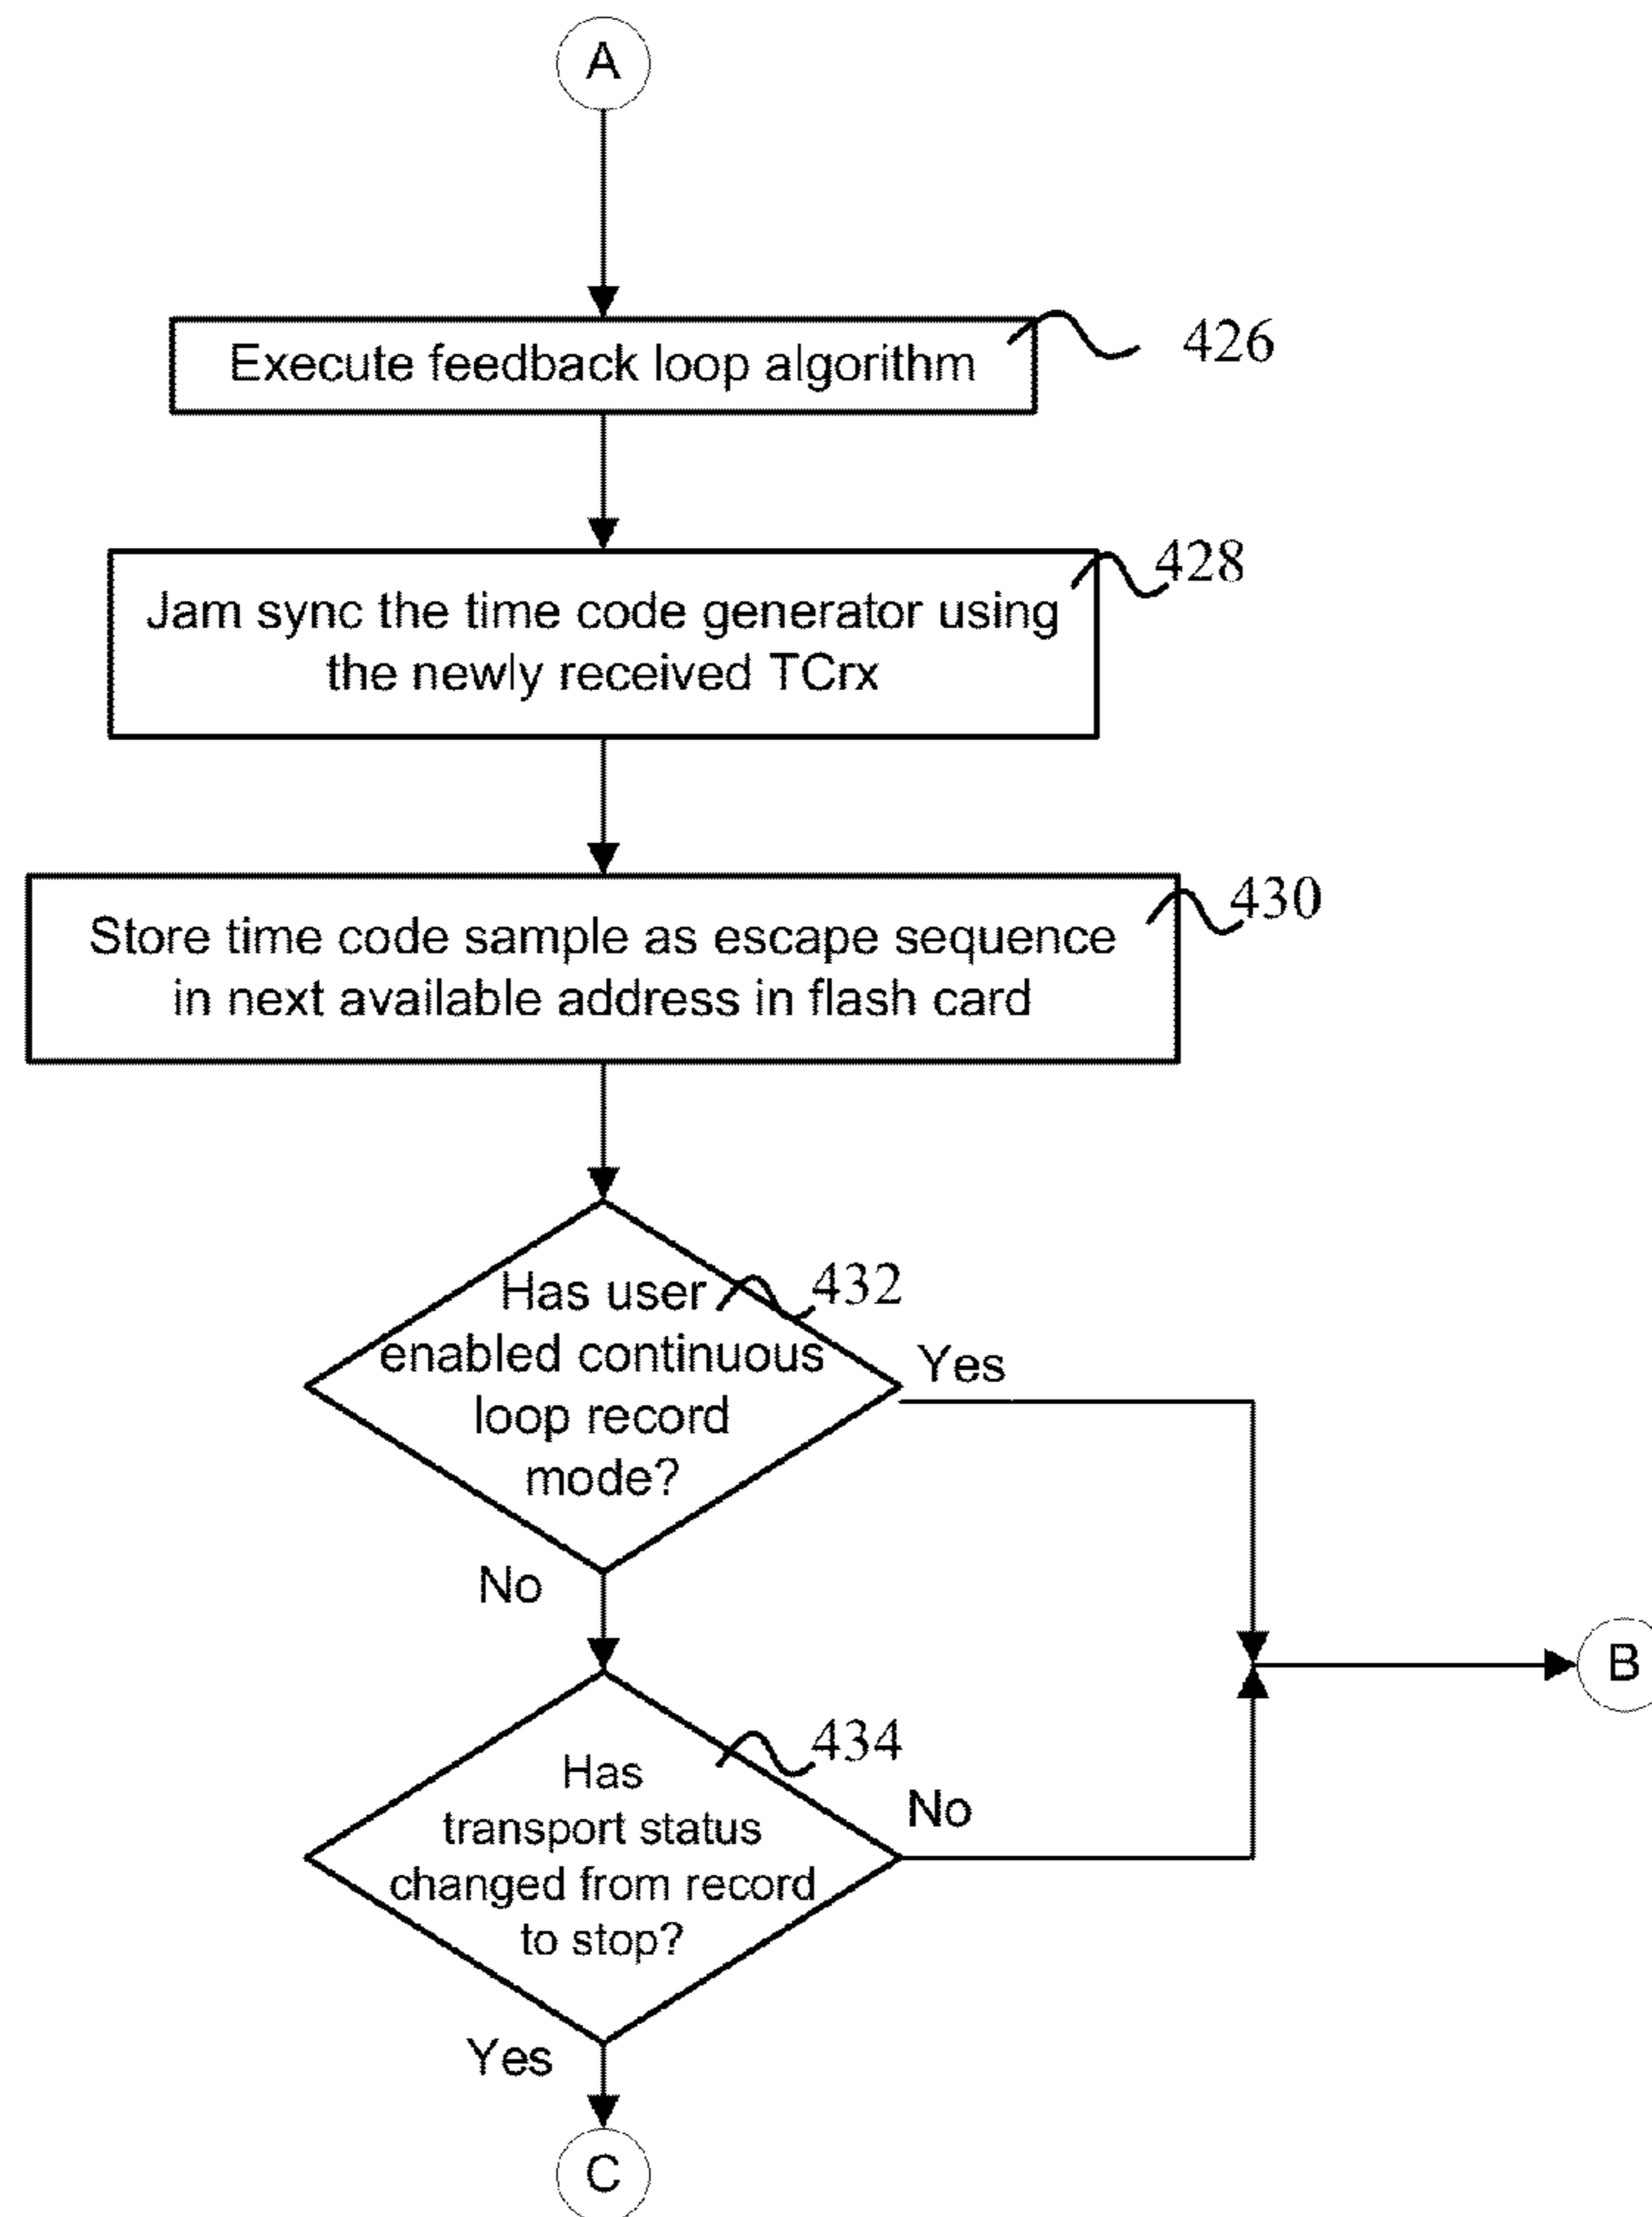 A
Execute feedback loop algorithm
426
Jam sync the time code generator using
the newly received TCrx
428
Store time code sample as escape sequence
in next available address in flash card
430
Has user
enabled continuous
loop record
mode?
432
Yes
No
B
Has
transport status
changed from record
to stop?
434
No
Yes
C